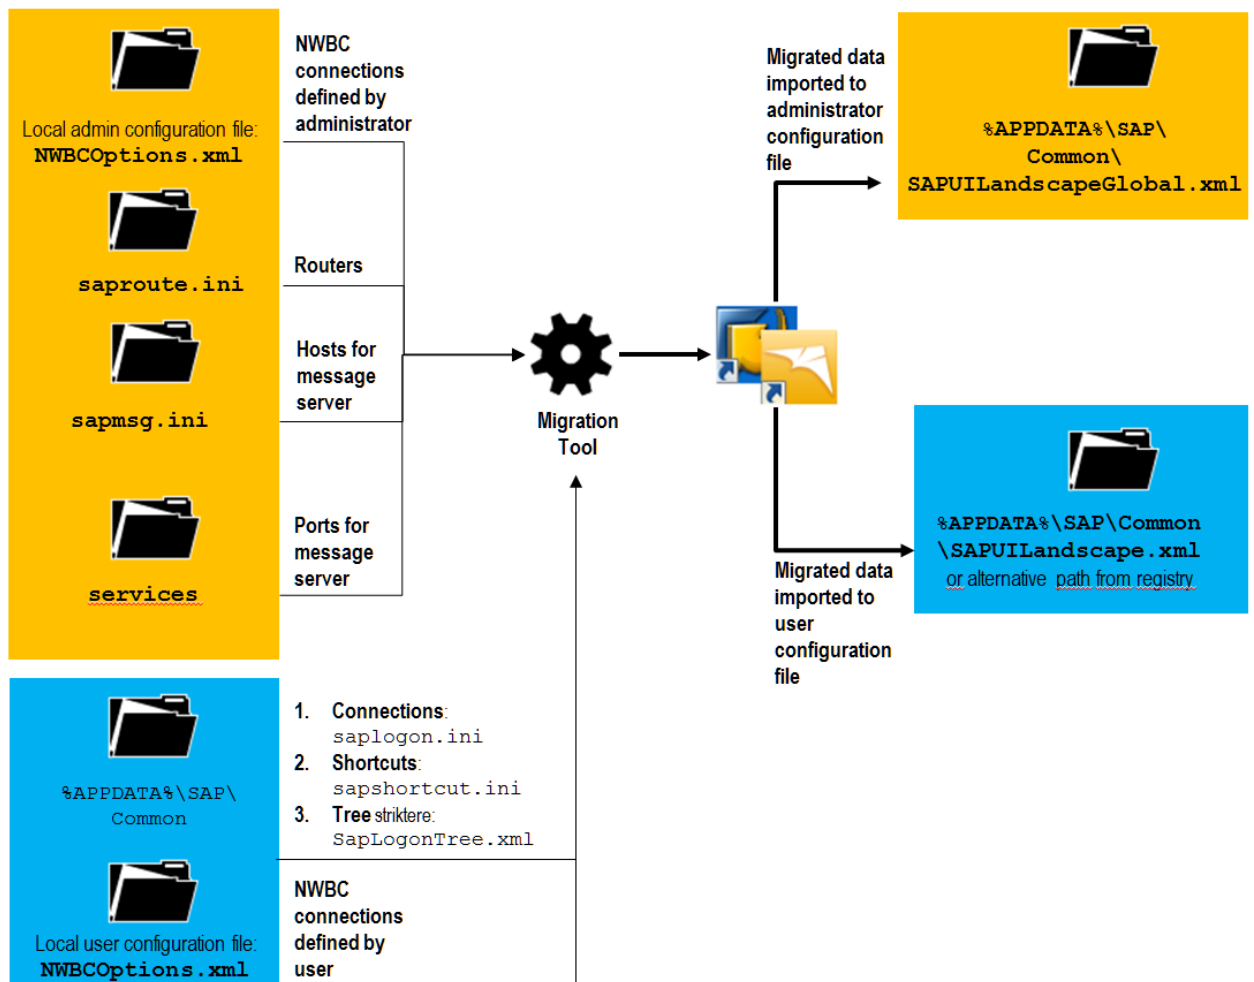 NWBC
connections
defined by
administrator
Local admin configuration file:
NWBCOptions.xml
saproute.ini
Routers
Hosts for
message
server
sapmsg.ini
Ports for
message
server
services
Migration
Tool
Migrated data
imported to
administrator
configuration
file
%APPDATA%\SAP\
Common\
SAPUILandscapeGlobal.xml
%APPDATA%\SAP\Common
\SAPUILandscape.xml
or alternative path from registry
Migrated data
imported to
user
configuration
file
%APPDATA%\SAP\
Common
1. Connections:
saplogon.ini
2. Shortcuts:
sapshortcut.ini
3. Tree striktere:
SapLogonTree.xml
Local user configuration file:
NWBCOptions.xml
NWBC
connections
defined by
user